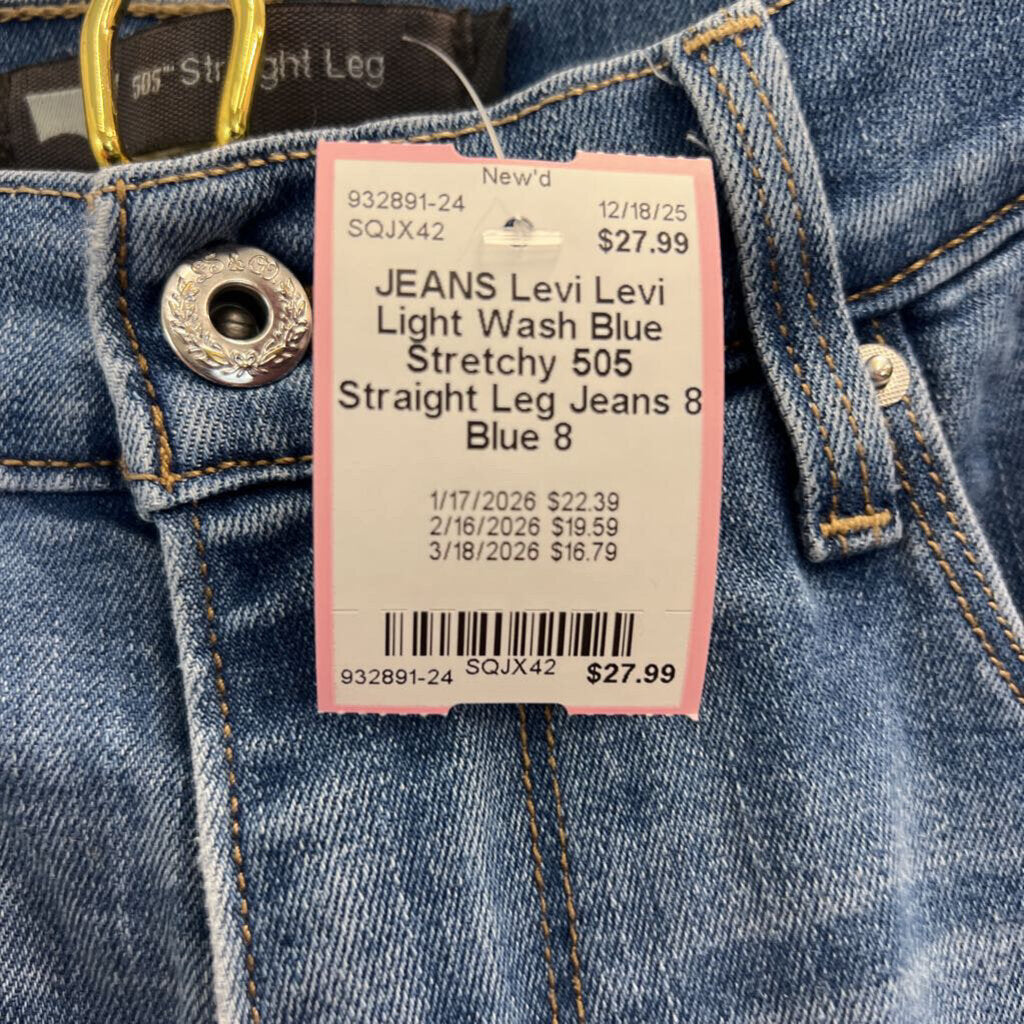 505™ Straight Leg
New'd
932891-24 12/18/25
SQJX42 $27.99
JEANS Levi Levi
Light Wash Blue
Stretchy 505
Straight Leg Jeans 8
Blue 8
1/17/2026 $22.39
2/16/2026 $19.59
3/18/2026 $16.79
932891-24 SQJX42 $27.99